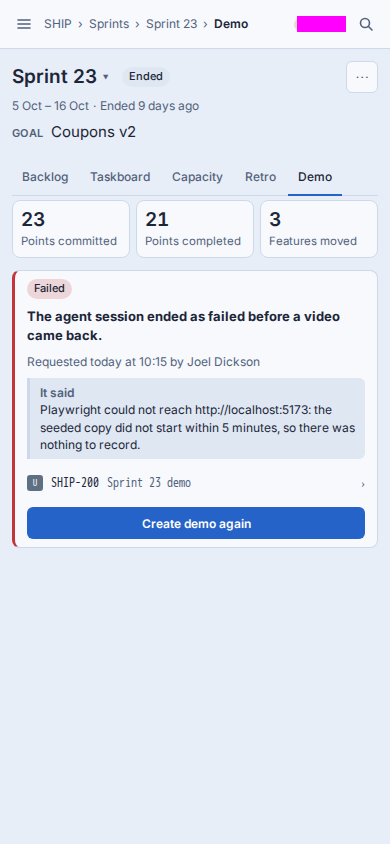 SHIP › Sprints › Sprint 23 › Demo
Sprint 23 ▾ Ended
...
5 Oct – 16 Oct · Ended 9 days ago
GOAL Coupons v2
Backlog Taskboard Capacity Retro Demo
23
Points committed
21
Points completed
3
Features moved
Failed
The agent session ended as failed before a video
came back.
Requested today at 10:15 by Joel Dickson
It said
Playwright could not reach http://localhost:5173: the
seeded copy did not start within 5 minutes, so there was
nothing to record.
U SHIP-200 Sprint 23 demo ›
Create demo again